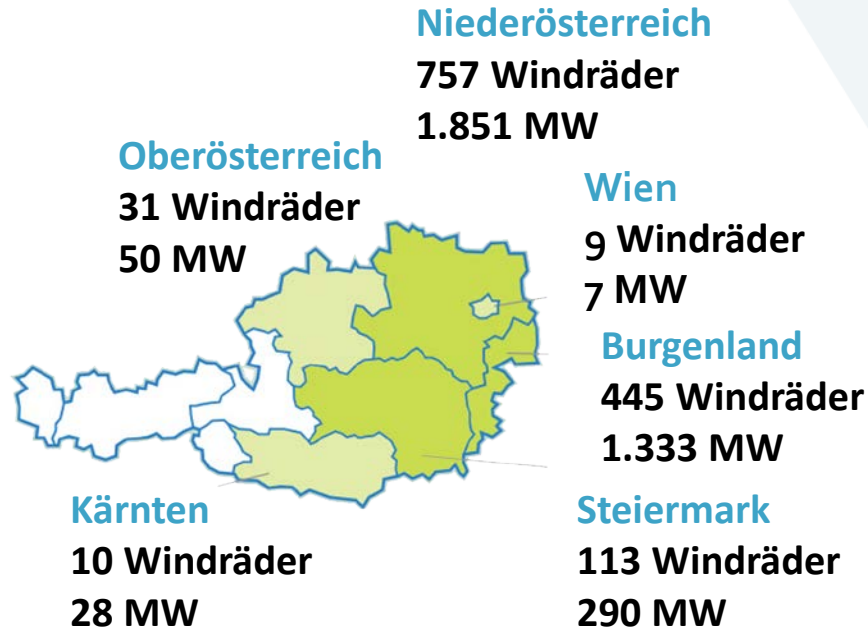 Niederösterreich
757 Windräder
1.851 MW
Oberösterreich
31 Windräder
50 MW
Wien
9 Windräder
7 MW
Burgenland
445 Windräder
1.333 MW
Kärnten
10 Windräder
28 MW
Steiermark
113 Windräder
290 MW